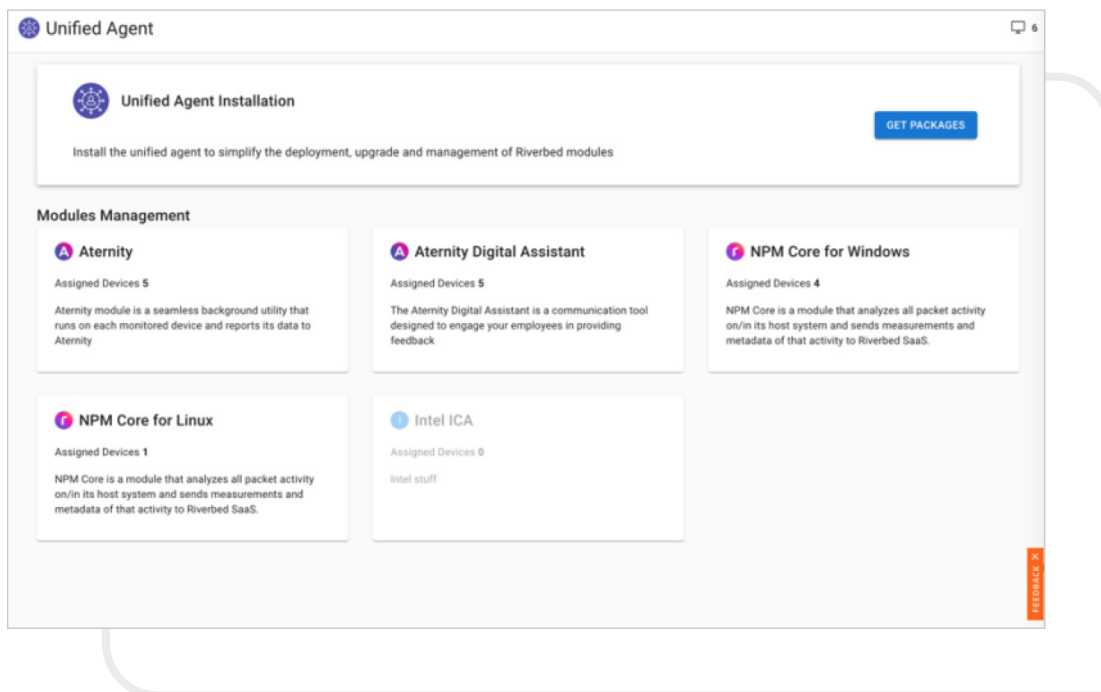 Unified Agent
6
Unified Agent Installation
GET PACKAGES
Install the unified agent to simplify the deployment, upgrade and management of Riverbed modules
Modules Management
Aternity
Assigned Devices 5
Aternity module is a seamless background utility that
runs on each monitored device and reports its data to
Aternity
Aternity Digital Assistant
Assigned Devices 5
The Aternity Digital Assistant is a communication tool
designed to engage your employees in providing
feedback
NPM Core for Windows
Assigned Devices 4
NPM Core is a module that analyzes all packet activity
on/in its host system and sends measurements and
metadata of that activity to Riverbed SaaS.
NPM Core for Linux
Assigned Devices 1
NPM Core is a module that analyzes all packet activity
on/in its host system and sends measurements and
metadata of that activity to Riverbed SaaS.
Intel ICA
Assigned Devices 0
Intel stuff
FEEDBACK X